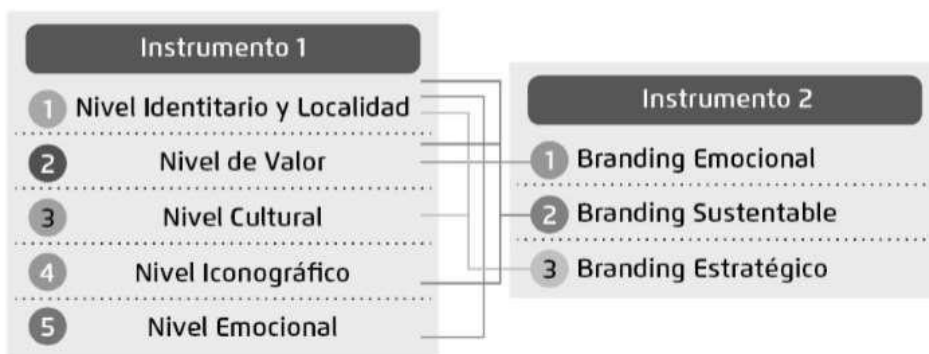 Instrumento 1
1 Nivel Identitario y Localidad
2 Nivel de Valor
3 Nivel Cultural
4 Nivel Iconográfico
5 Nivel Emocional
Instrumento 2
1 Branding Emocional
2 Branding Sustentable
3 Branding Estratégico